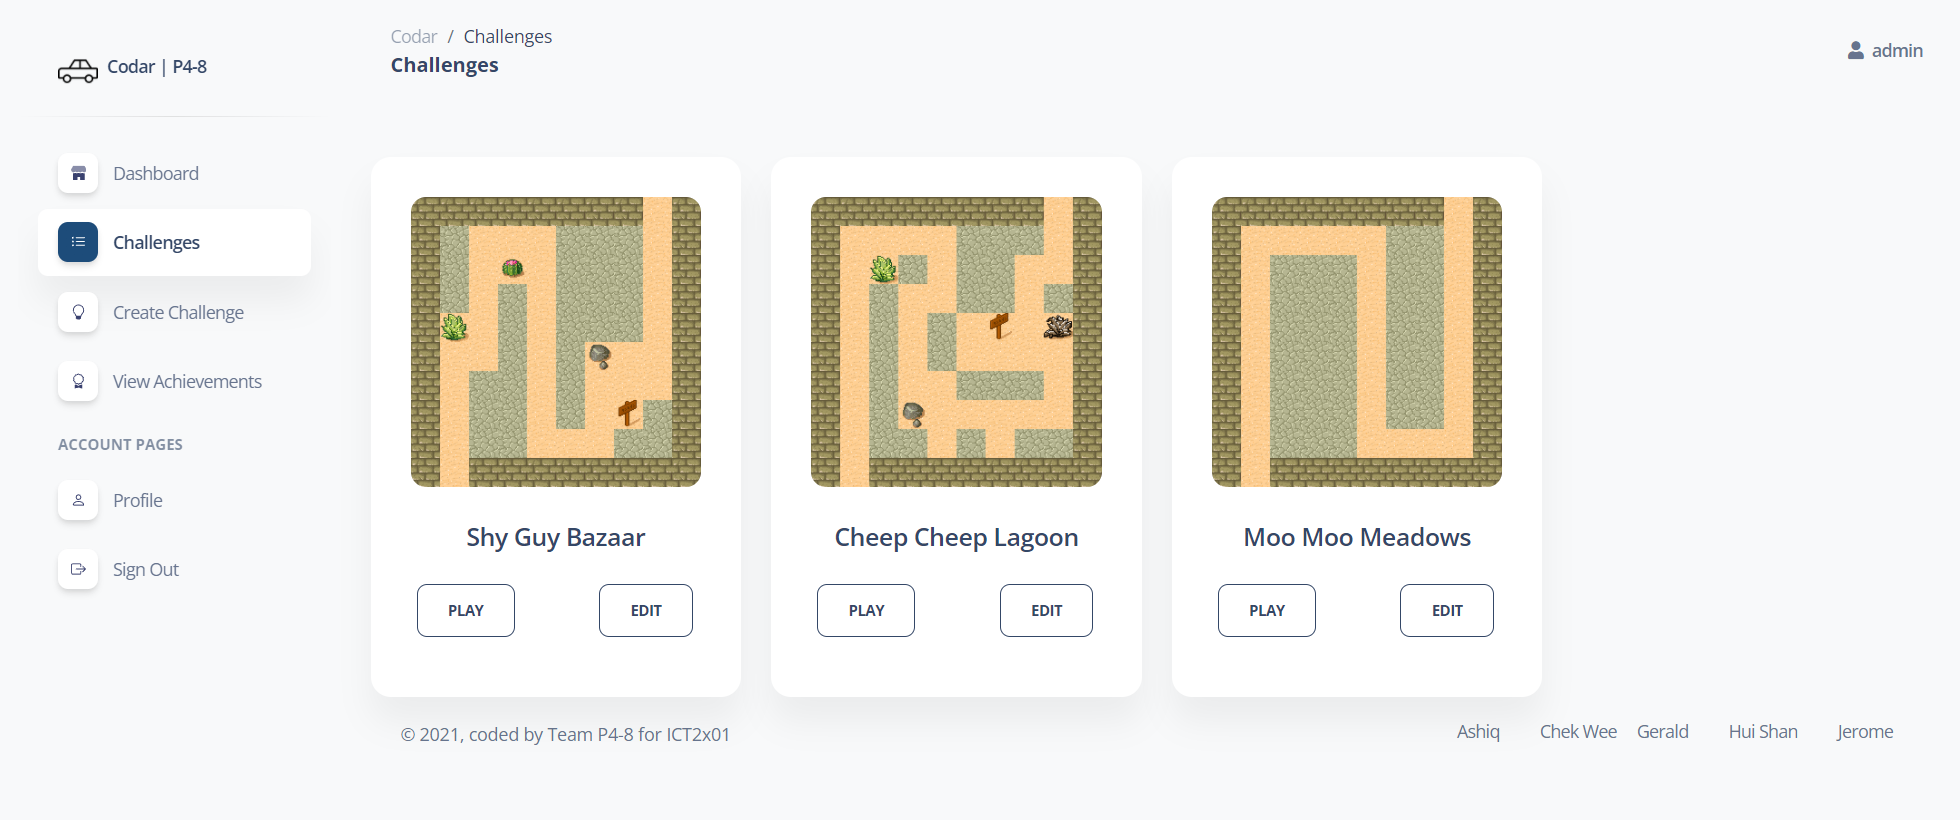 Codar | P4-8
Dashboard
Challenges
Create Challenge
View Achievements
ACCOUNT PAGES
Profile
Sign Out
Codar / Challenges
Challenges
admin
Shy Guy Bazaar
PLAY EDIT
Cheep Cheep Lagoon
PLAY EDIT
Moo Moo Meadows
PLAY EDIT
© 2021, coded by Team P4-8 for ICT2x01
Ashiq Chek Wee Gerald Hui Shan Jerome